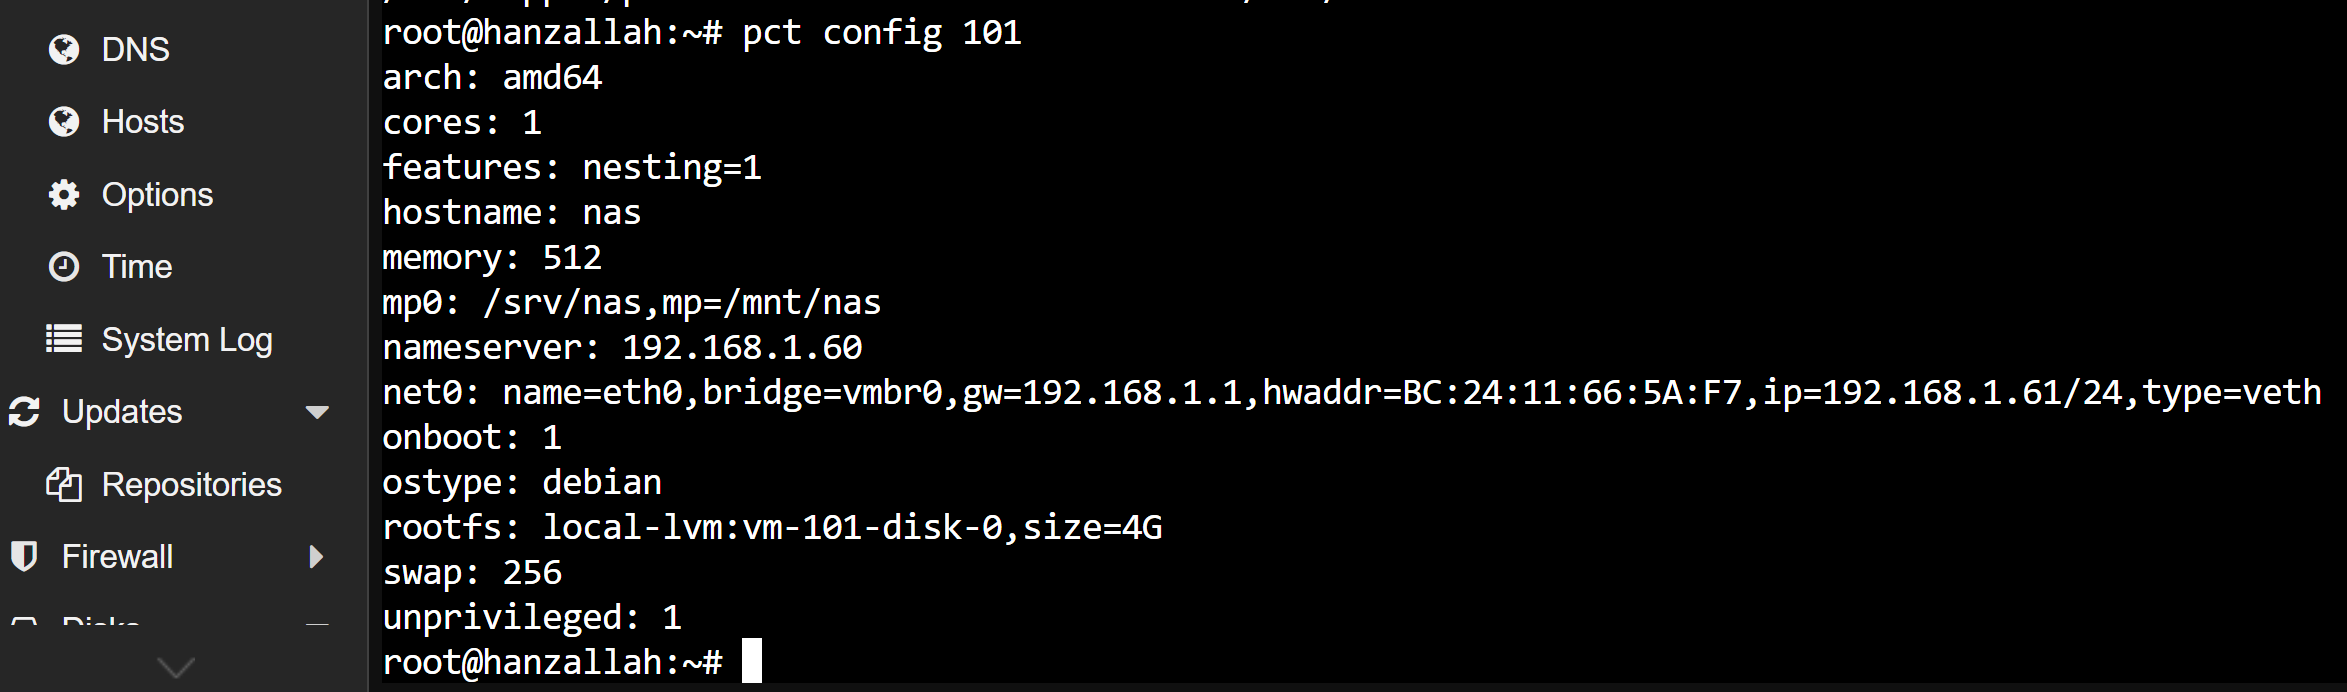 DNS
Hosts
Options
Time
System Log
Updates
Repositories
Firewall
Disks
root@hanzallah:~# pct config 101
arch: amd64
cores: 1
features: nesting=1
hostname: nas
memory: 512
mp0: /srv/nas,mp=/mnt/nas
nameserver: 192.168.1.60
net0: name=eth0,bridge=vmbr0,gw=192.168.1.1,hwaddr=BC:24:11:66:5A:F7,ip=192.168.1.61/24,type=veth
onboot: 1
ostype: debian
rootfs: local-lvm:vm-101-disk-0,size=4G
swap: 256
unprivileged: 1
root@hanzallah:~#